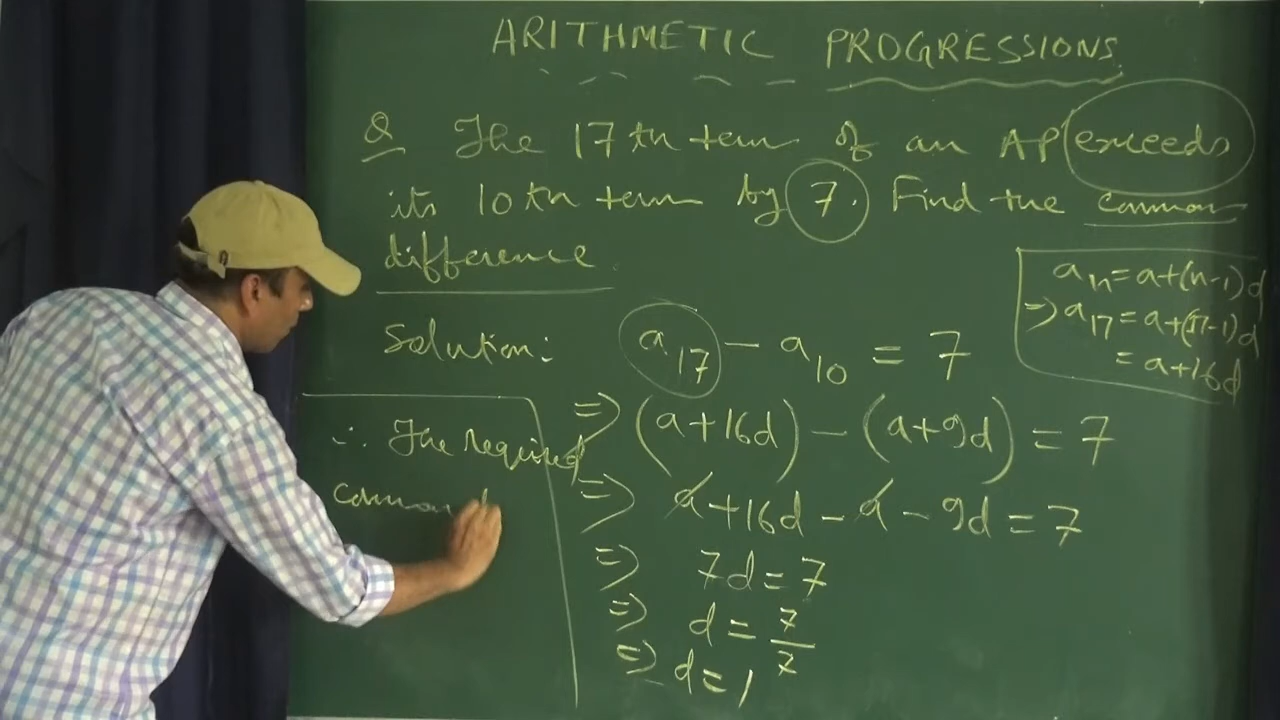 ARITHMETIC PROGRESSIONS
Q The 17th term of an AP exceeds
its 10th term by 7. Find the common
difference.
aₙ=a+(n-1)d
⇒ a₁₇=a+(17-1)d
= a+16d
Solution: a₁₇ - a₁₀ = 7
⇒ (a+16d) - (a+9d) = 7
⇒ a+16d - a - 9d = 7
⇒ 7d = 7
⇒ d = 7/7
⇒ d = 1
∴ The required
common